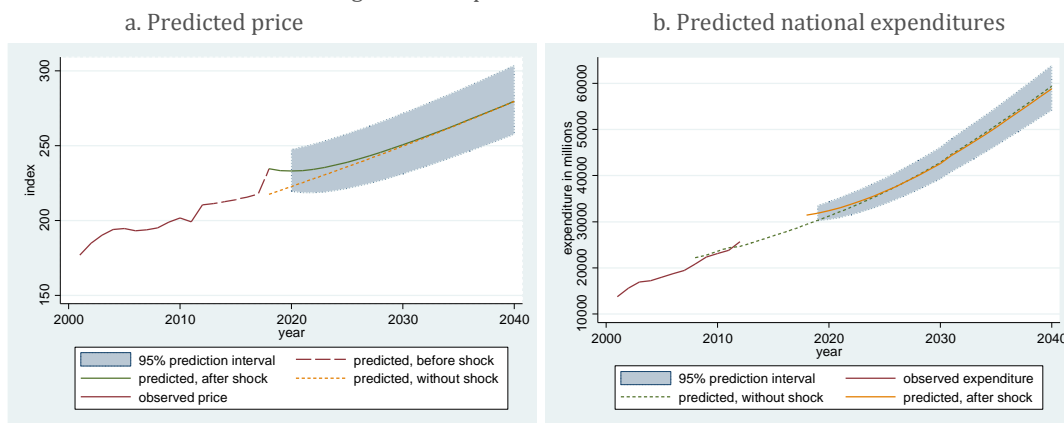 a. Predicted price
b. Predicted national expenditures
300
250
200
150
index
2000
2010
2020
2030
2040
year
95% prediction interval
predicted, before shock
predicted, after shock
predicted, without shock
observed price
60000
50000
40000
30000
20000
10000
expenditure in millions
2000
2010
2020
2030
2040
year
95% prediction interval
observed expenditure
predicted, without shock
predicted, after shock